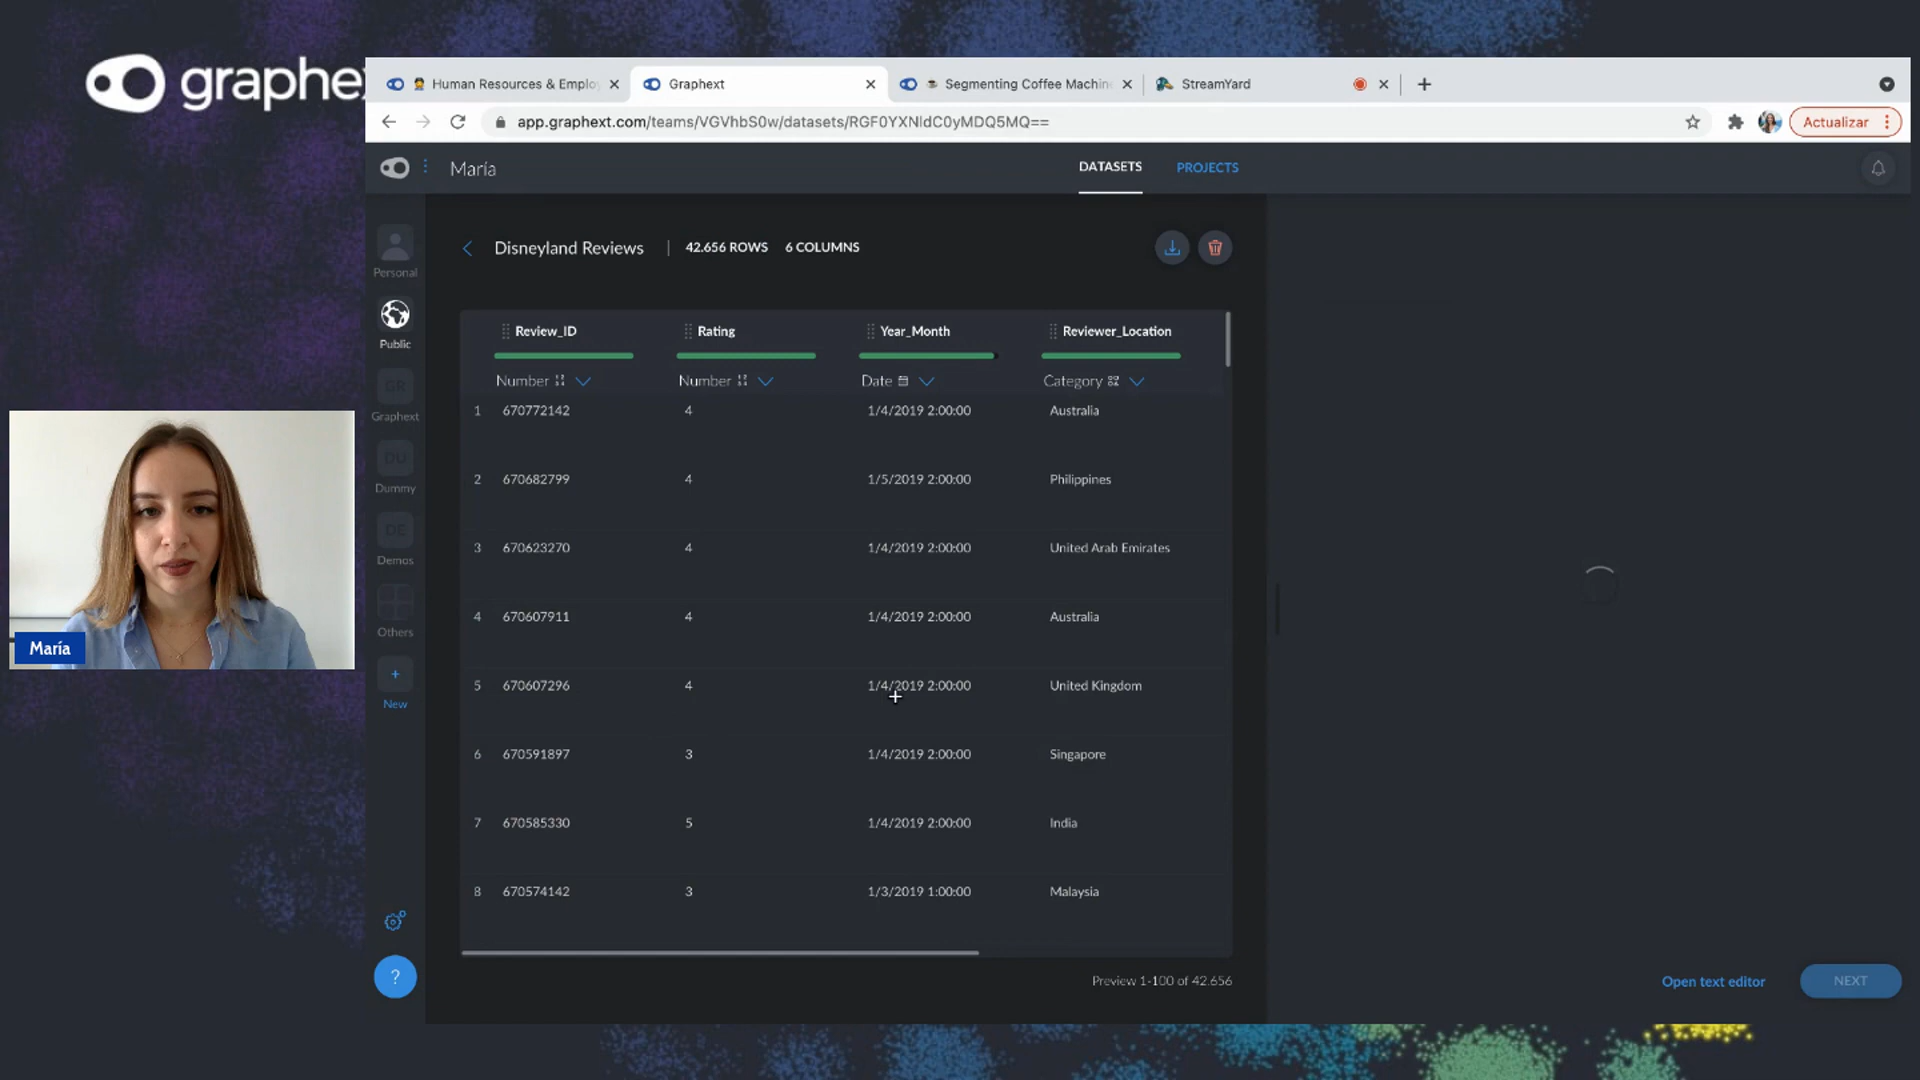 graphex
Human Resources & Emplo
Graphext
Segmenting Coffee Machin
StreamYard
app.graphext.com/teams/VGVhbS0w/datasets/RGF0YXNldC0yMDQ5MQ==
Actualizar
María
DATASETS
PROJECTS
Personal
Public
GR
Graphext
DU
Dummy
DE
Demos
Others
+
New
?
Disneyland Reviews | 42.656 ROWS 6 COLUMNS
Review_ID Rating Year_Month Reviewer_Location
Number Number Date Category
1 670772142 4 1/4/2019 2:00:00 Australia
2 670682799 4 1/5/2019 2:00:00 Philippines
3 670623270 4 1/4/2019 2:00:00 United Arab Emirates
4 670607911 4 1/4/2019 2:00:00 Australia
5 670607296 4 1/4/2019 2:00:00 United Kingdom
6 670591897 3 1/4/2019 2:00:00 Singapore
7 670585330 5 1/4/2019 2:00:00 India
8 670574142 3 1/3/2019 1:00:00 Malaysia
Preview 1-100 of 42.656
Open text editor
NEXT
María